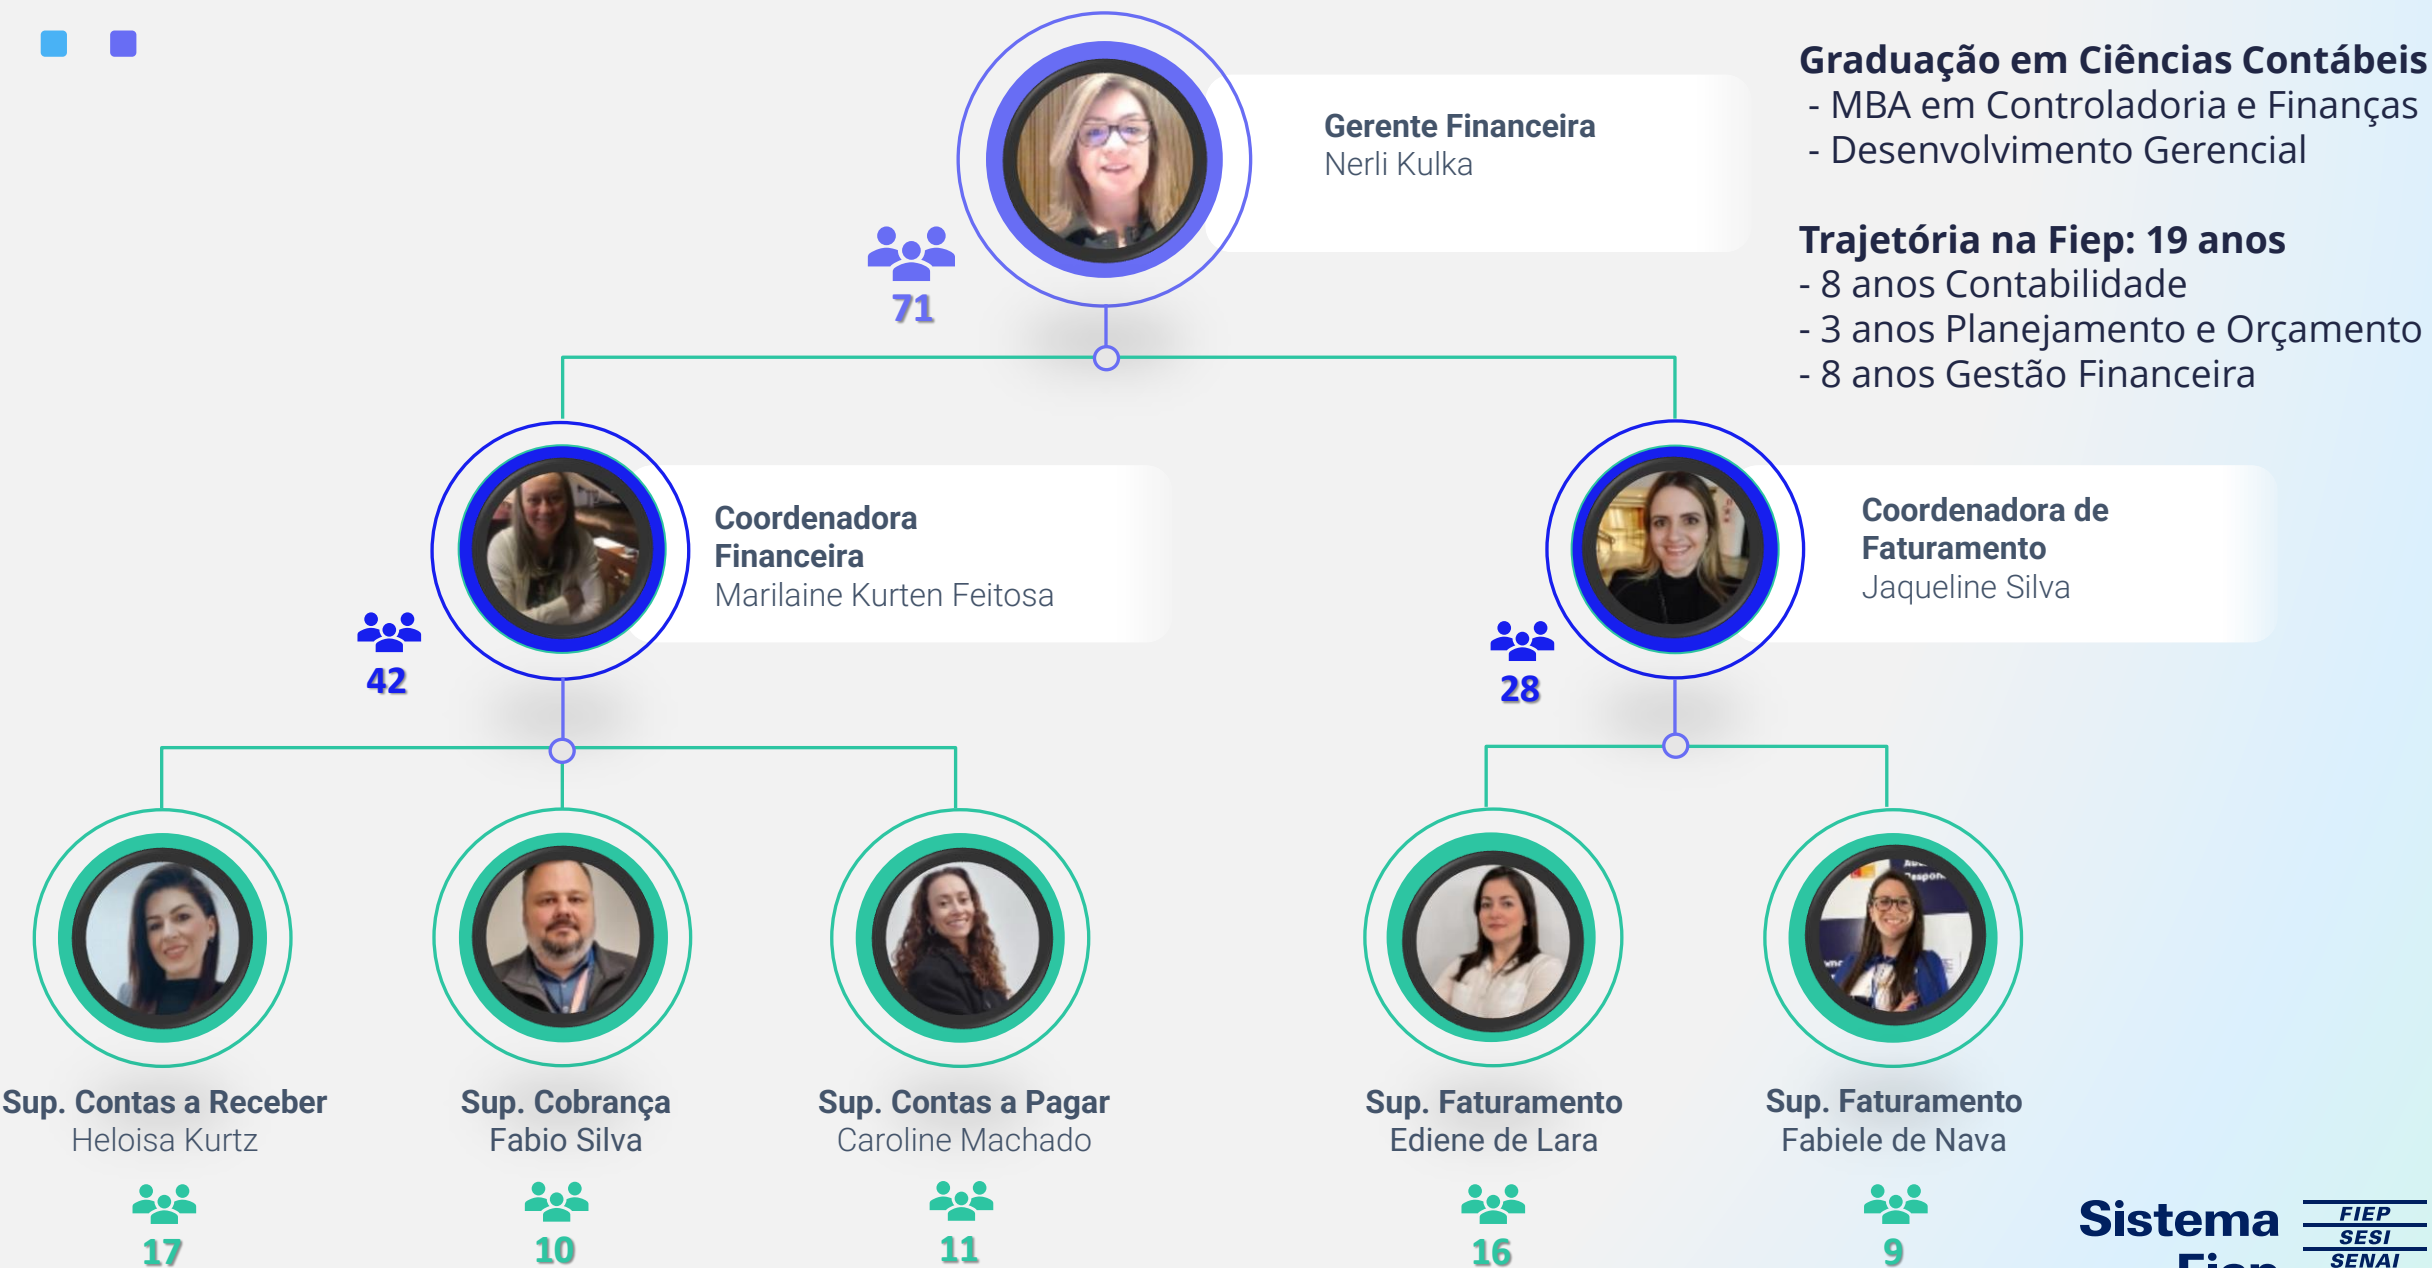 Gerente Financeira
Nerli Kulka
71
Graduação em Ciências Contábeis
- MBA em Controladoria e Finanças
- Desenvolvimento Gerencial
Trajetória na Fiep: 19 anos
- 8 anos Contabilidade
- 3 anos Planejamento e Orçamento
- 8 anos Gestão Financeira
Coordenadora
Financeira
Marilaine Kurten Feitosa
42
Coordenadora de
Faturamento
Jaqueline Silva
28
Sup. Contas a Receber
Heloisa Kurtz
17
Sup. Cobrança
Fabio Silva
10
Sup. Contas a Pagar
Caroline Machado
11
Sup. Faturamento
Ediene de Lara
16
Sup. Faturamento
Fabiele de Nava
9
Sistema
Fiep
FIEP
SESI
SENAI